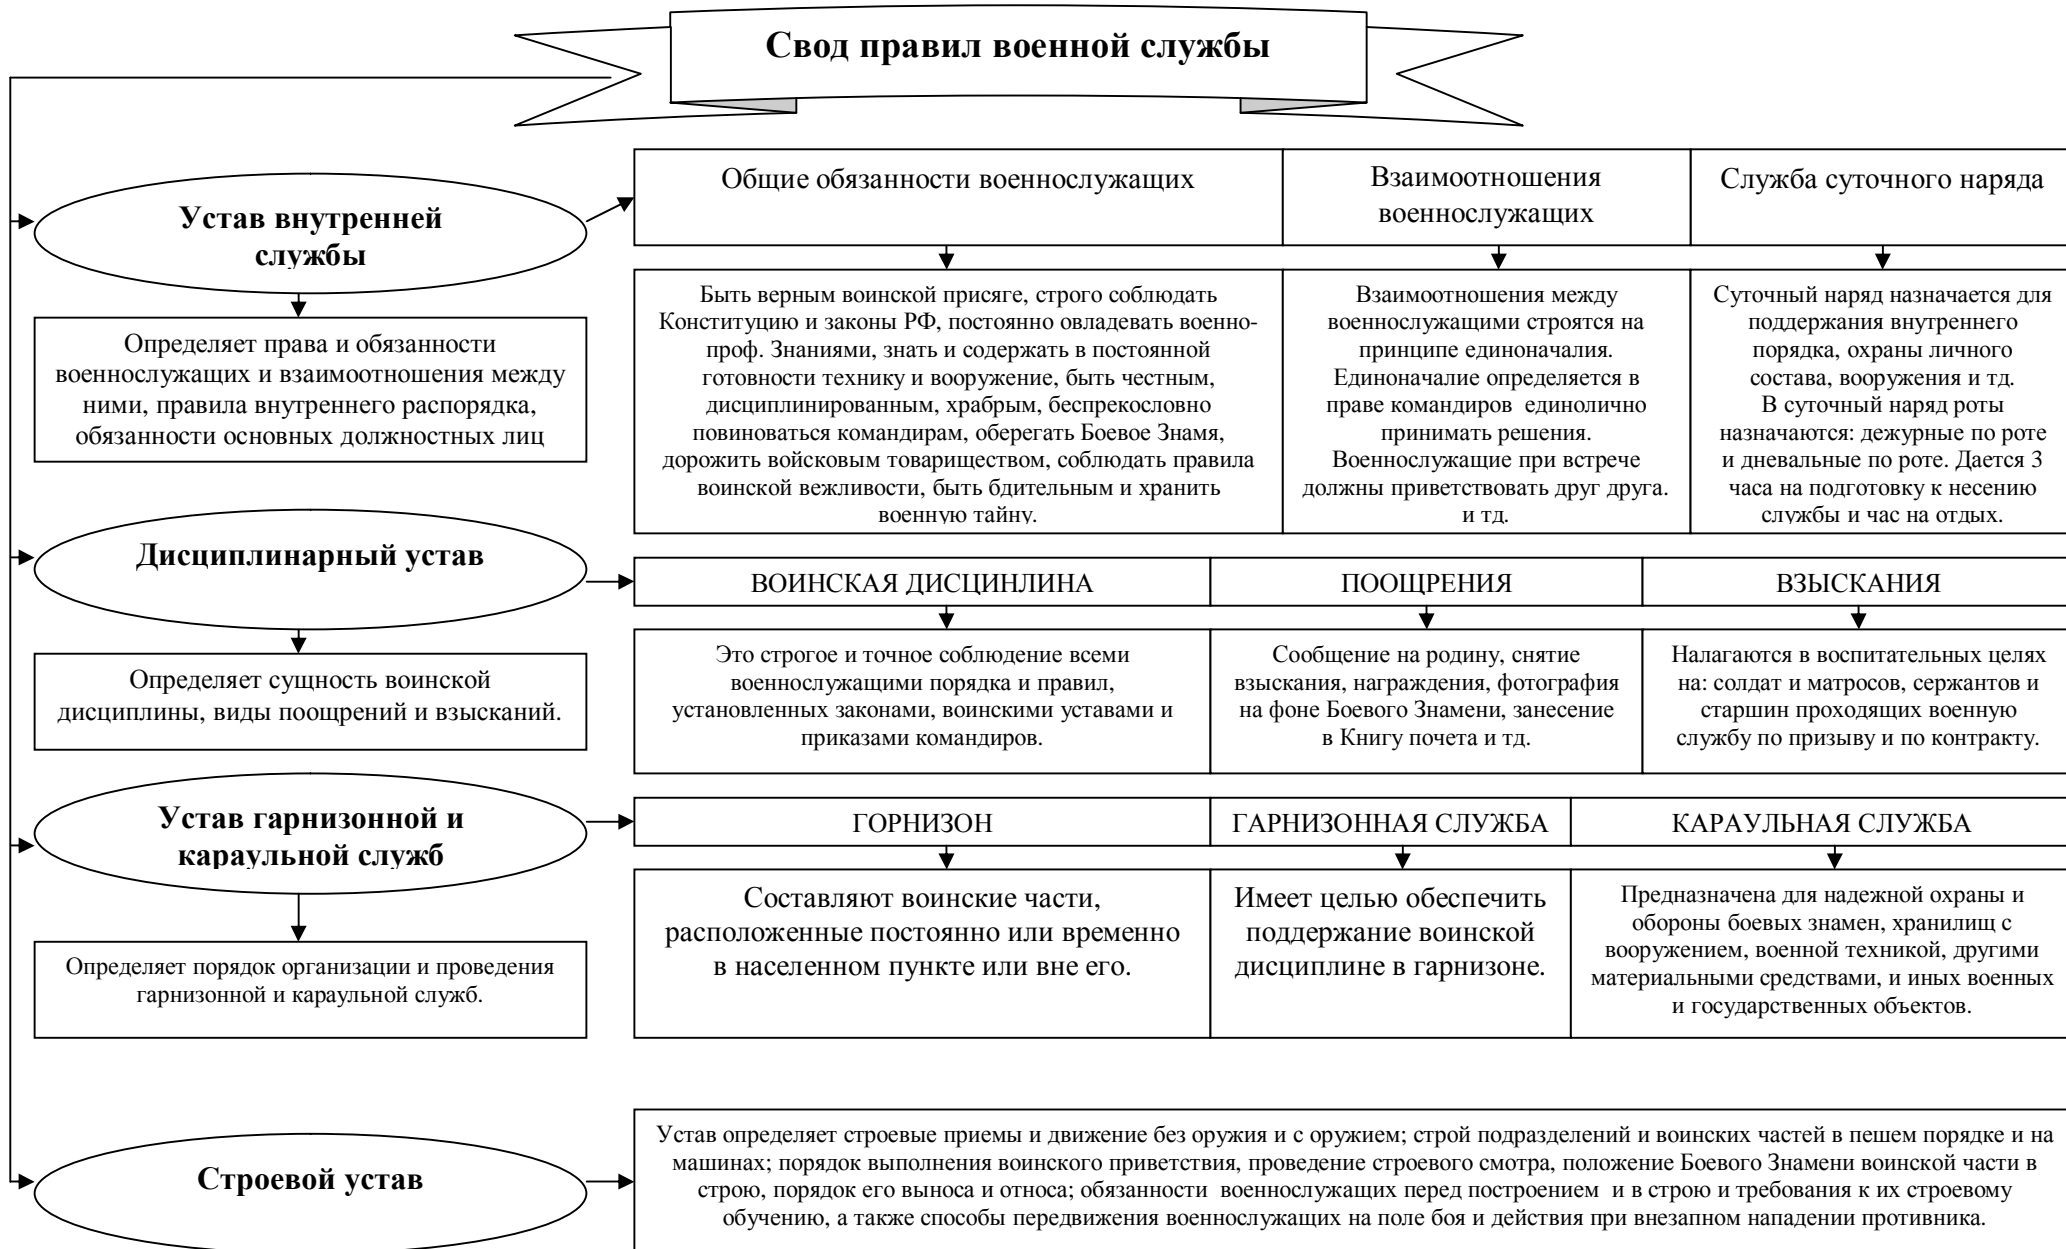 Свод правил военной службы
Устав внутренней
службы
Определяет права и обязанности
военнослужащих и взаимоотношения между
ними, правила внутреннего распорядка,
обязанности основных должностных лиц
Общие обязанности военнослужащих
Взаимоотношения
военнослужащих
Служба суточного наряда
Быть верным воинской присяге, строго соблюдать
Конституцию и законы РФ, постоянно овладевать военно-
проф. Знаниями, знать и содержать в постоянной
готовности технику и вооружение, быть честным,
дисциплинированным, храбрым, беспрекословно
повиноваться командирам, оберегать Боевое Знамя,
дорожить войсковым товариществом, соблюдать правила
воинской вежливости, быть бдительным и хранить
военную тайну.
Взаимоотношения между
военнослужащими строятся на
принципе единоначалия.
Единоначалие определяется в
праве командиров единолично
принимать решения.
Военнослужащие при встрече
должны приветствовать друг друга.
и тд.
Суточный наряд назначается для
поддержания внутреннего
порядка, охраны личного
состава, вооружения и тд.
В суточный наряд роты
назначаются: дежурные по роте
и дневальные по роте. Дается 3
часа на подготовку к несению
службы и час на отдых.
Дисциплинарный устав
Определяет сущность воинской
дисциплины, виды поощрений и взысканий.
ВОИНСКАЯ ДИСЦИНЛИНА
ПООЩРЕНИЯ
ВЗЫСКАНИЯ
Это строгое и точное соблюдение всеми
военнослужащими порядка и правил,
установленных законами, воинскими уставами и
приказами командиров.
Сообщение на родину, снятие
взыскания, награждения, фотография
на фоне Боевого Знамени, занесение
в Книгу почета и тд.
Налагаются в воспитательных целях
на: солдат и матросов, сержантов и
старшин проходящих военную
службу по призыву и по контракту.
Устав гарнизонной и
караульной служб
Определяет порядок организации и проведения
гарнизонной и караульной служб.
ГОРНИЗОН
ГАРНИЗОННАЯ СЛУЖБА
КАРАУЛЬНАЯ СЛУЖБА
Составляют воинские части,
расположенные постоянно или временно
в населенном пункте или вне его.
Имеет целью обеспечить
поддержание воинской
дисциплине в гарнизоне.
Предназначена для надежной охраны и
обороны боевых знамен, хранилищ с
вооружением, военной техникой, другими
материальными средствами, и иных военных
и государственных объектов.
Строевой устав
Устав определяет строевые приемы и движение без оружия и с оружием; строй подразделений и воинских частей в пешем порядке и на
машинах; порядок выполнения воинского приветствия, проведение строевого смотра, положение Боевого Знамени воинской части в
строю, порядок его выноса и относа; обязанности военнослужащих перед построением и в строю и требования к их строевому
обучению, а также способы передвижения военнослужащих на поле боя и действия при внезапном нападении противника.